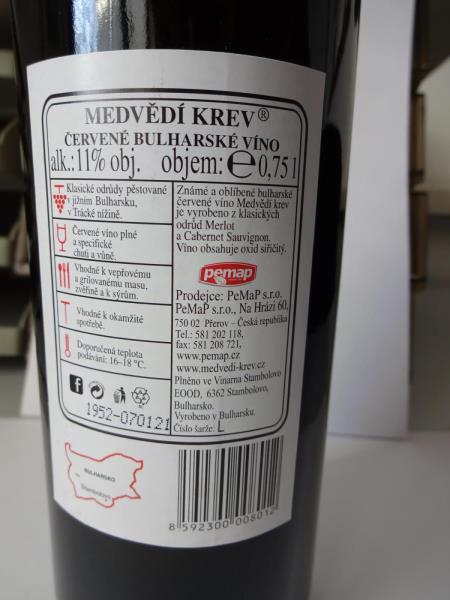 MEDVĚDÍ KREV®
ČERVENÉ BULHARSKÉ VÍNO
alk.:11% obj. objem: e 0,75 l
Klasické odrůdy pěstované
v jižním Bulharsku,
v Trácké nížině.
Červené víno plné
a specifické
chuti a vůně.
Vhodné k vepřovému
a grilovanému masu,
zvěřině a k sýrům.
Vhodné k okamžité
spotřebě.
Doporučená teplota
podávání: 16–18 °C.
f
1952-070121
Známé a oblíbené bulharské
červené víno Medvědí krev
je vyrobeno z klasických
odrůd Merlot
a Cabernet Sauvignon.
Víno obsahuje oxid siřičitý.
pemap
Prodejce: PeMaP s.r.o.
PeMaP s.r.o., Na Hrázi 60,
750 02 Přerov – Česká republika
Tel.: 581 202 118,
fax: 581 208 721,
www.pemap.cz
www.medvedi-krev.cz
Plněno ve Vinarna Stambolovo
EOOD, 6362 Stambolovo,
Bulharsko.
Vyrobeno v Bulharsku.
Číslo šarže: L
BULHARSKO
Stambolovo
8 592300 008012